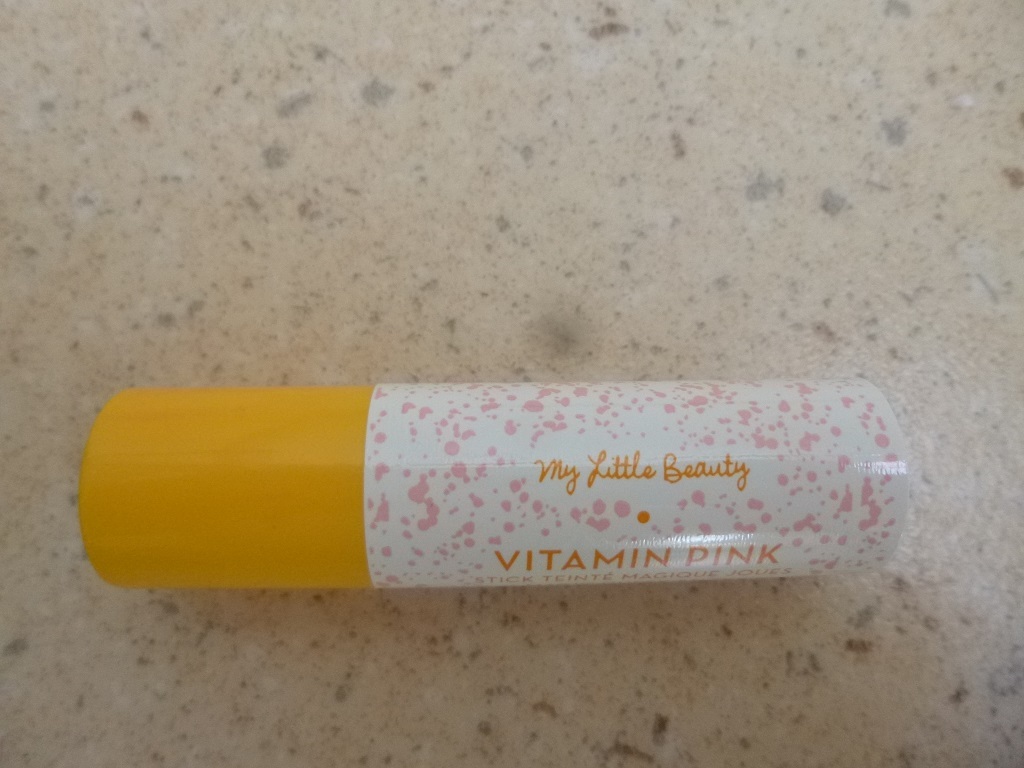 My Little Beauty
VITAMIN PINK
STICK TEINTÉ MAGIQUE JOUES